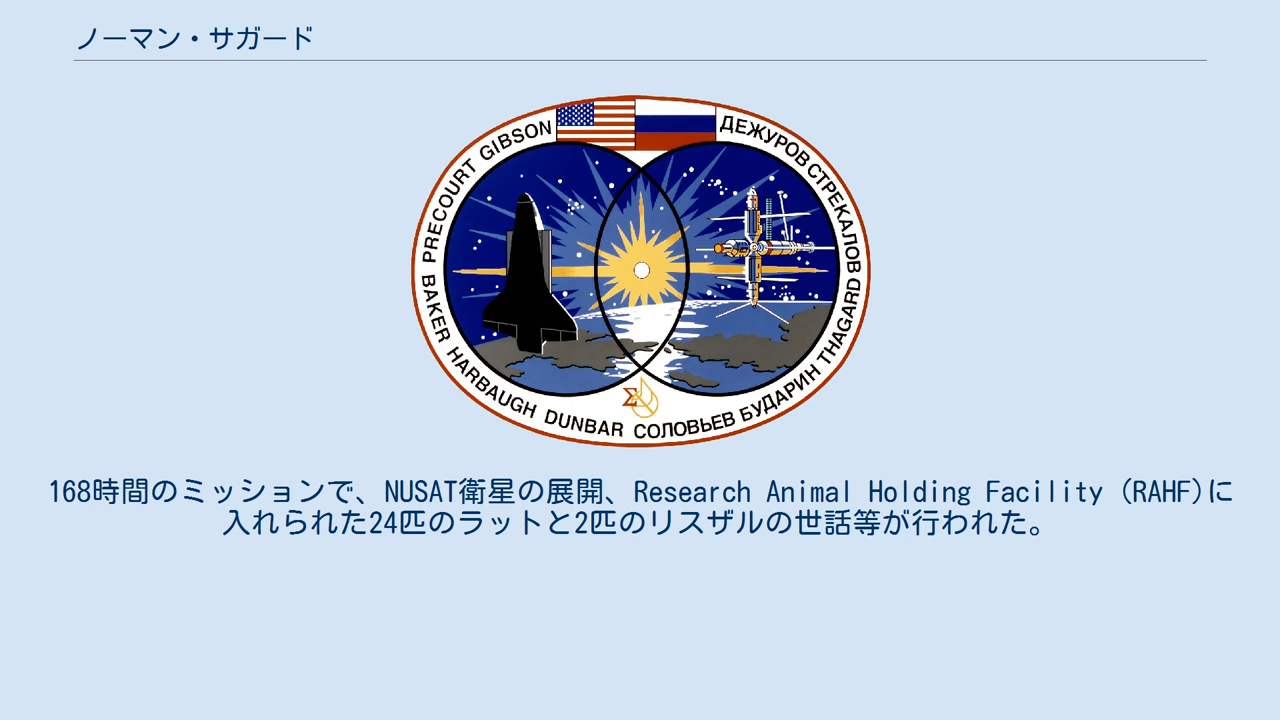 ノーマン・サガード
BAKER PRECOURT GIBSON
ДЕЖУРОВ СТРЕКАЛОВ
HARBAUGH DUNBAR СОЛОВЬЕВ БУДАРИН THAGARD
168時間のミッションで、NUSAT衛星の展開、Research Animal Holding Facility (RAHF)に
入れられた24匹のラットと2匹のリスザルの世話等が行われた。